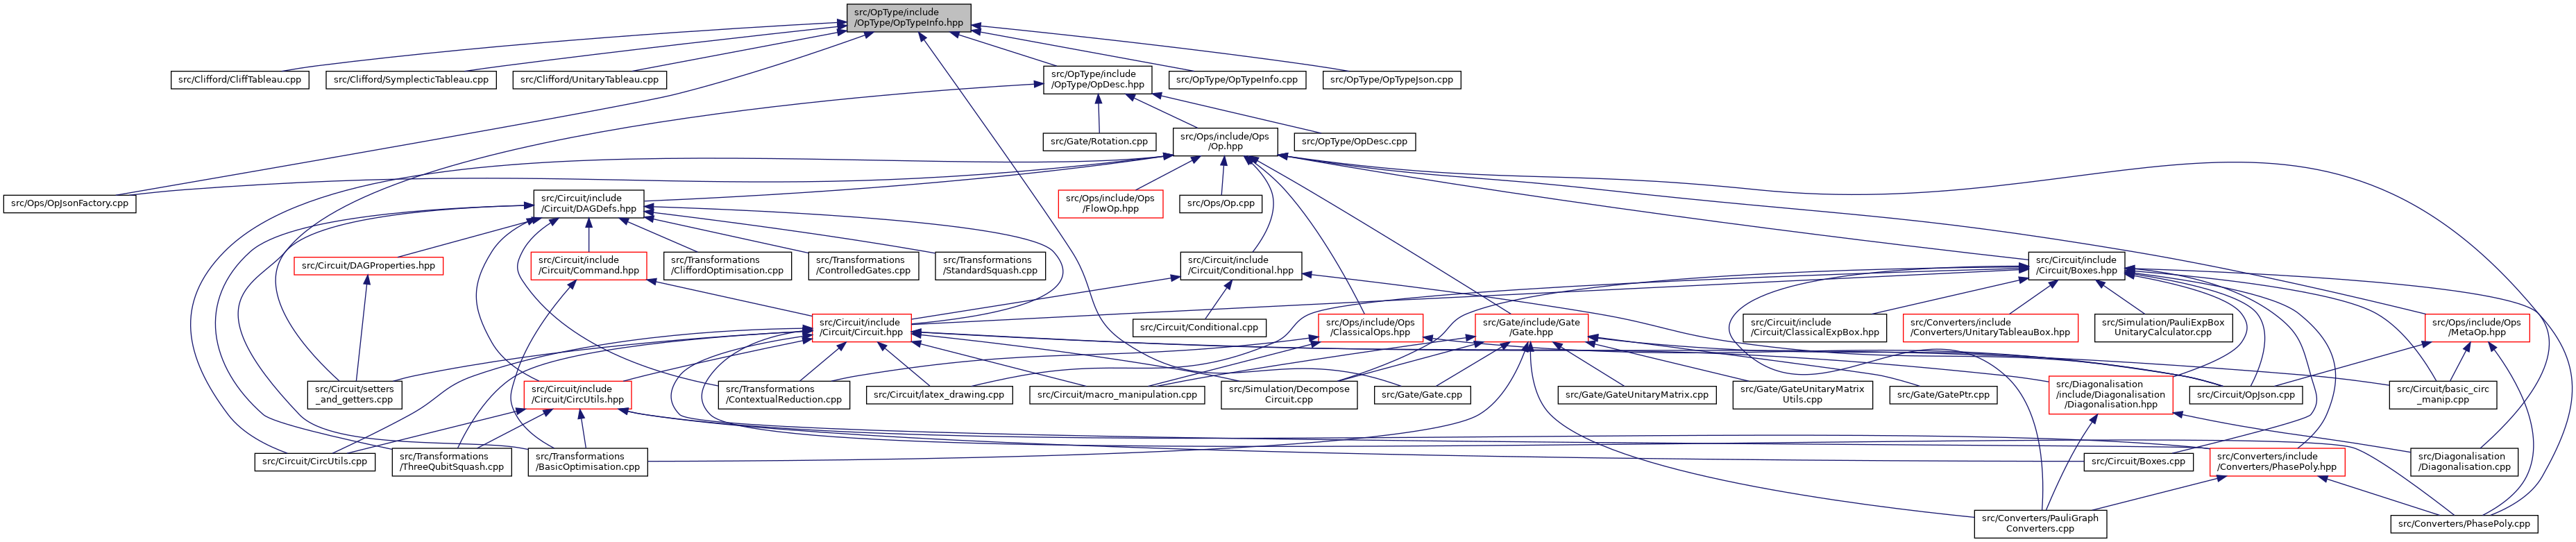 src/OpType/include
/OpType/OpTypeInfo.hpp
src/Clifford/CliffTableau.cpp
src/Clifford/SymplecticTableau.cpp
src/Clifford/UnitaryTableau.cpp
src/OpType/include
/OpType/OpDesc.hpp
src/OpType/OpTypeInfo.cpp
src/OpType/OpTypeJson.cpp
src/Gate/Rotation.cpp
src/Ops/include/Ops
/Op.hpp
src/OpType/OpDesc.cpp
src/Ops/OpJsonFactory.cpp
src/Circuit/include
/Circuit/DAGDefs.hpp
src/Ops/include/Ops
/FlowOp.hpp
src/Ops/Op.cpp
src/Circuit/DAGProperties.hpp
src/Circuit/include
/Circuit/Command.hpp
src/Transformations
/CliffordOptimisation.cpp
src/Transformations
/ControlledGates.cpp
src/Transformations
/StandardSquash.cpp
src/Circuit/include
/Circuit/Conditional.hpp
src/Circuit/include
/Circuit/Boxes.hpp
src/Circuit/include
/Circuit/Circuit.hpp
src/Circuit/Conditional.cpp
src/Ops/include/Ops
/ClassicalOps.hpp
src/Gate/include/Gate
/Gate.hpp
src/Circuit/include
/Circuit/ClassicalExpBox.hpp
src/Converters/include
/Converters/UnitaryTableauBox.hpp
src/Simulation/PauliExpBox
UnitaryCalculator.cpp
src/Ops/include/Ops
/MetaOp.hpp
src/Circuit/setters
_and_getters.cpp
src/Circuit/include
/Circuit/CircUtils.hpp
src/Transformations
/ContextualReduction.cpp
src/Circuit/latex_drawing.cpp
src/Circuit/macro_manipulation.cpp
src/Simulation/Decompose
Circuit.cpp
src/Gate/Gate.cpp
src/Gate/GateUnitaryMatrix.cpp
src/Gate/GateUnitaryMatrix
Utils.cpp
src/Gate/GatePtr.cpp
src/Diagonalisation
/include/Diagonalisation
/Diagonalisation.hpp
src/Circuit/OpJson.cpp
src/Circuit/basic_circ
_manip.cpp
src/Circuit/CircUtils.cpp
src/Transformations
/ThreeQubitSquash.cpp
src/Transformations
/BasicOptimisation.cpp
src/Circuit/Boxes.cpp
src/Converters/include
/Converters/PhasePoly.hpp
src/Diagonalisation
/Diagonalisation.cpp
src/Converters/PauliGraph
Converters.cpp
src/Converters/PhasePoly.cpp